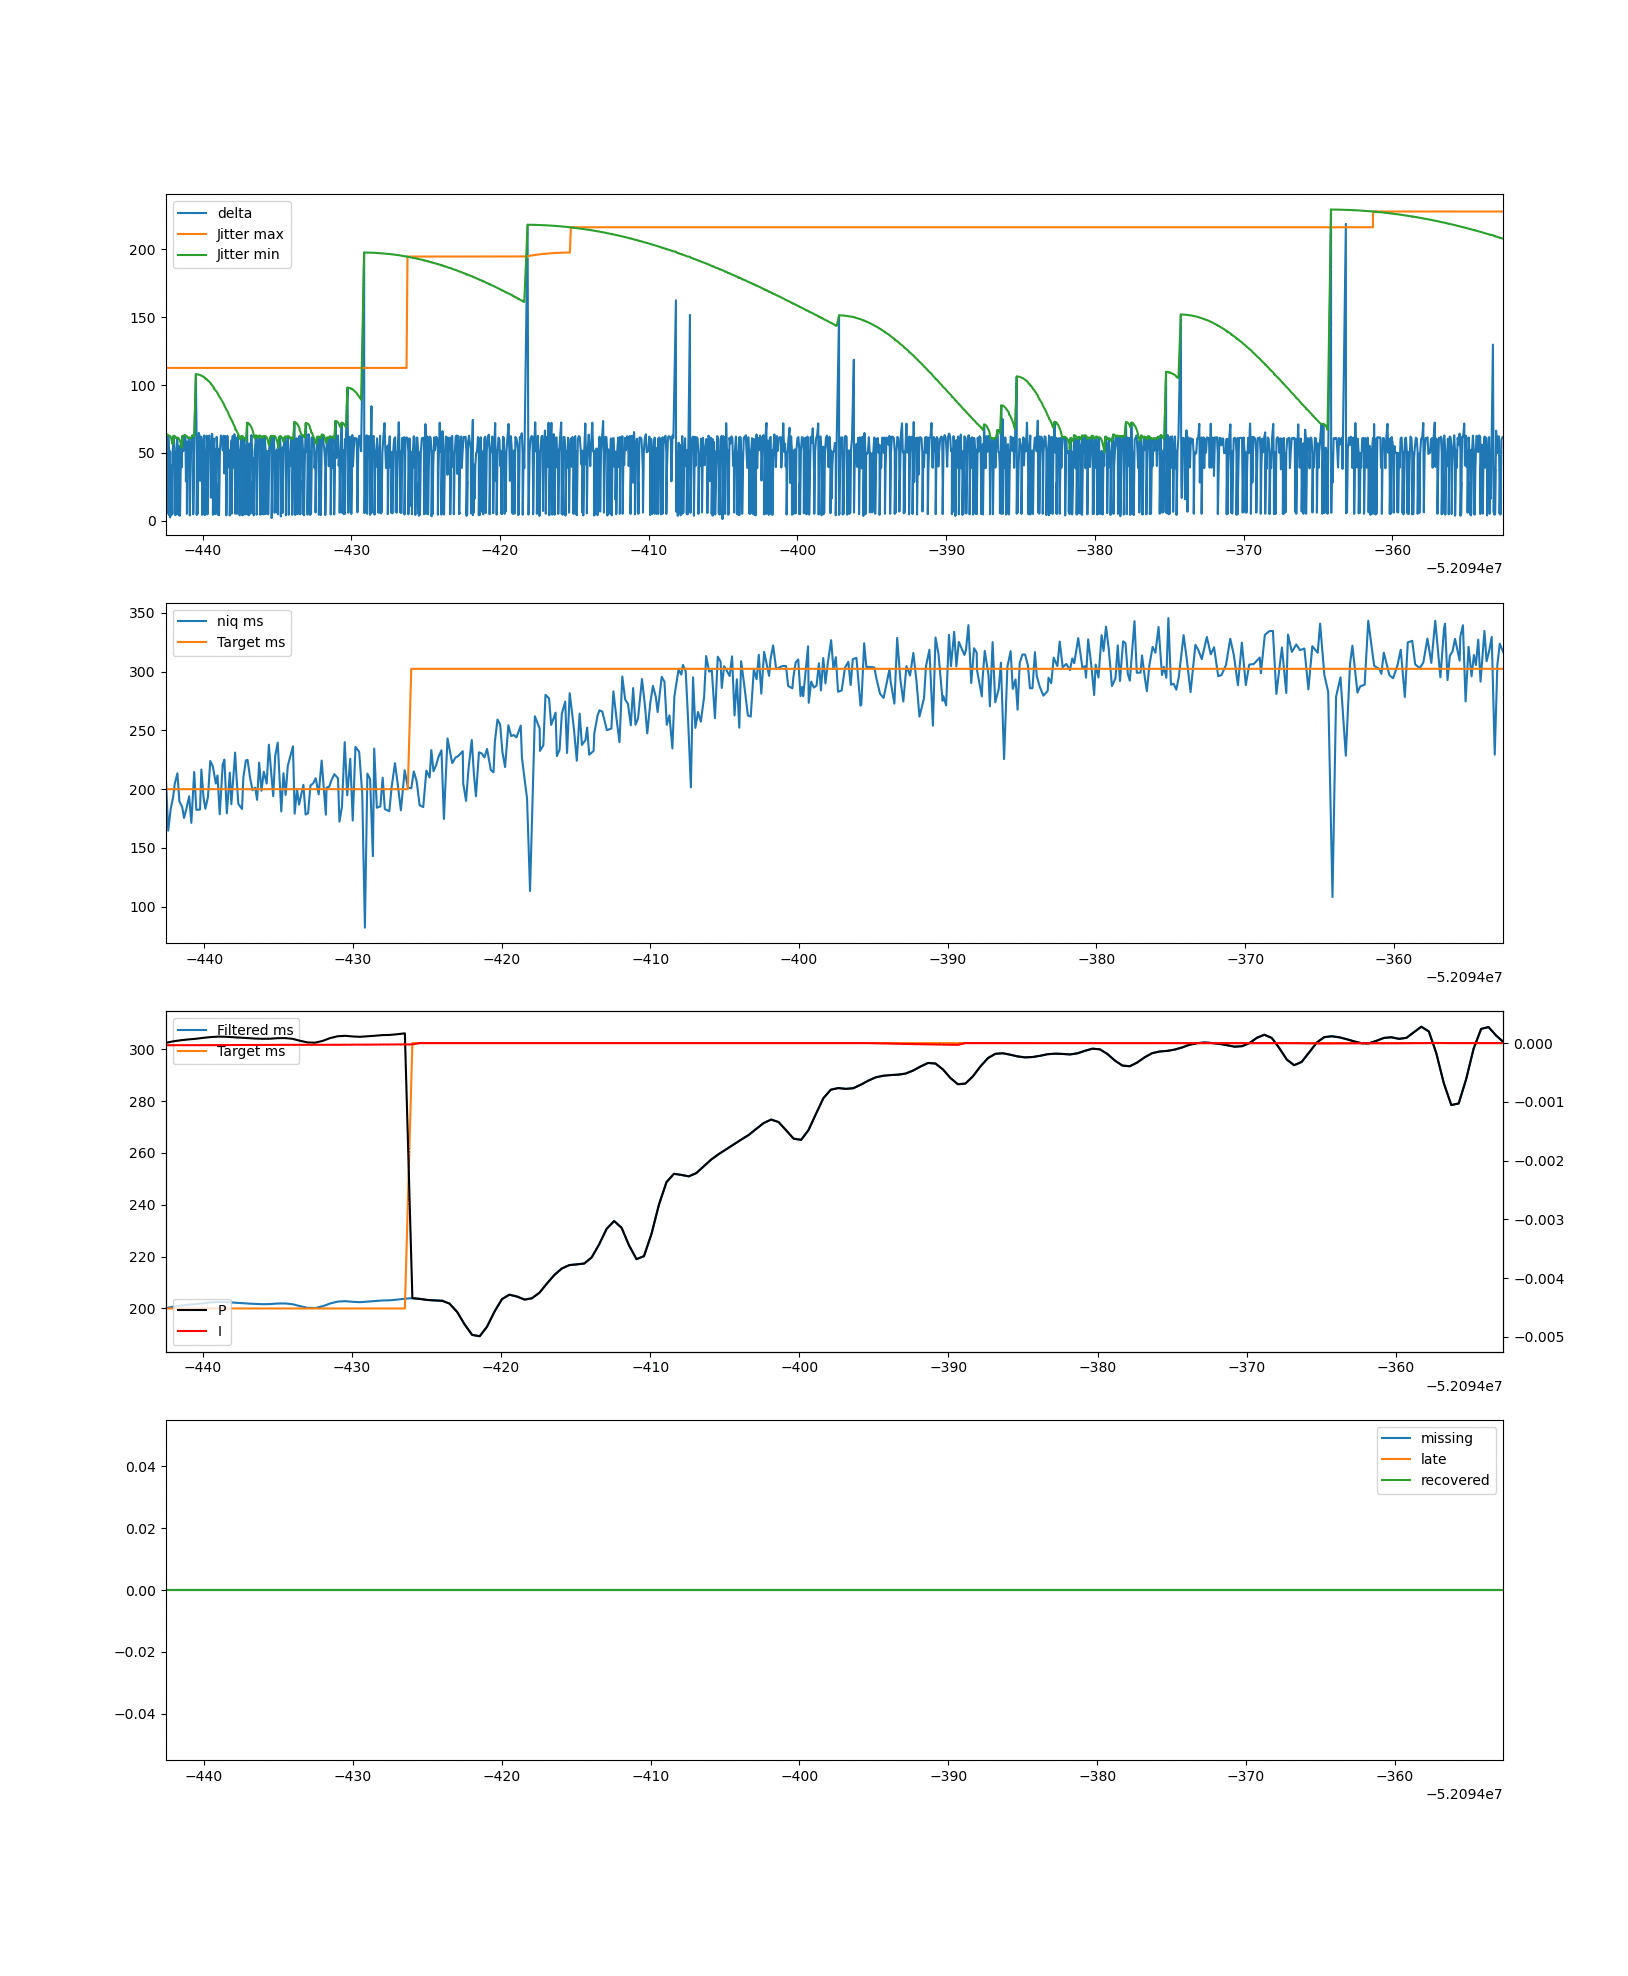 delta
Jitter max
Jitter min
200
150
100
50
0
−440 −430 −420 −410 −400 −390 −380 −370 −360
−5.2094e7
niq ms
Target ms
350
300
250
200
150
100
−440 −430 −420 −410 −400 −390 −380 −370 −360
−5.2094e7
Filtered ms
Target ms
300
280
260
240
220
200
0.000
−0.001
−0.002
−0.003
−0.004
−0.005
P
I
−440 −430 −420 −410 −400 −390 −380 −370 −360
−5.2094e7
missing
late
recovered
0.04
0.02
0.00
−0.02
−0.04
−440 −430 −420 −410 −400 −390 −380 −370 −360
−5.2094e7